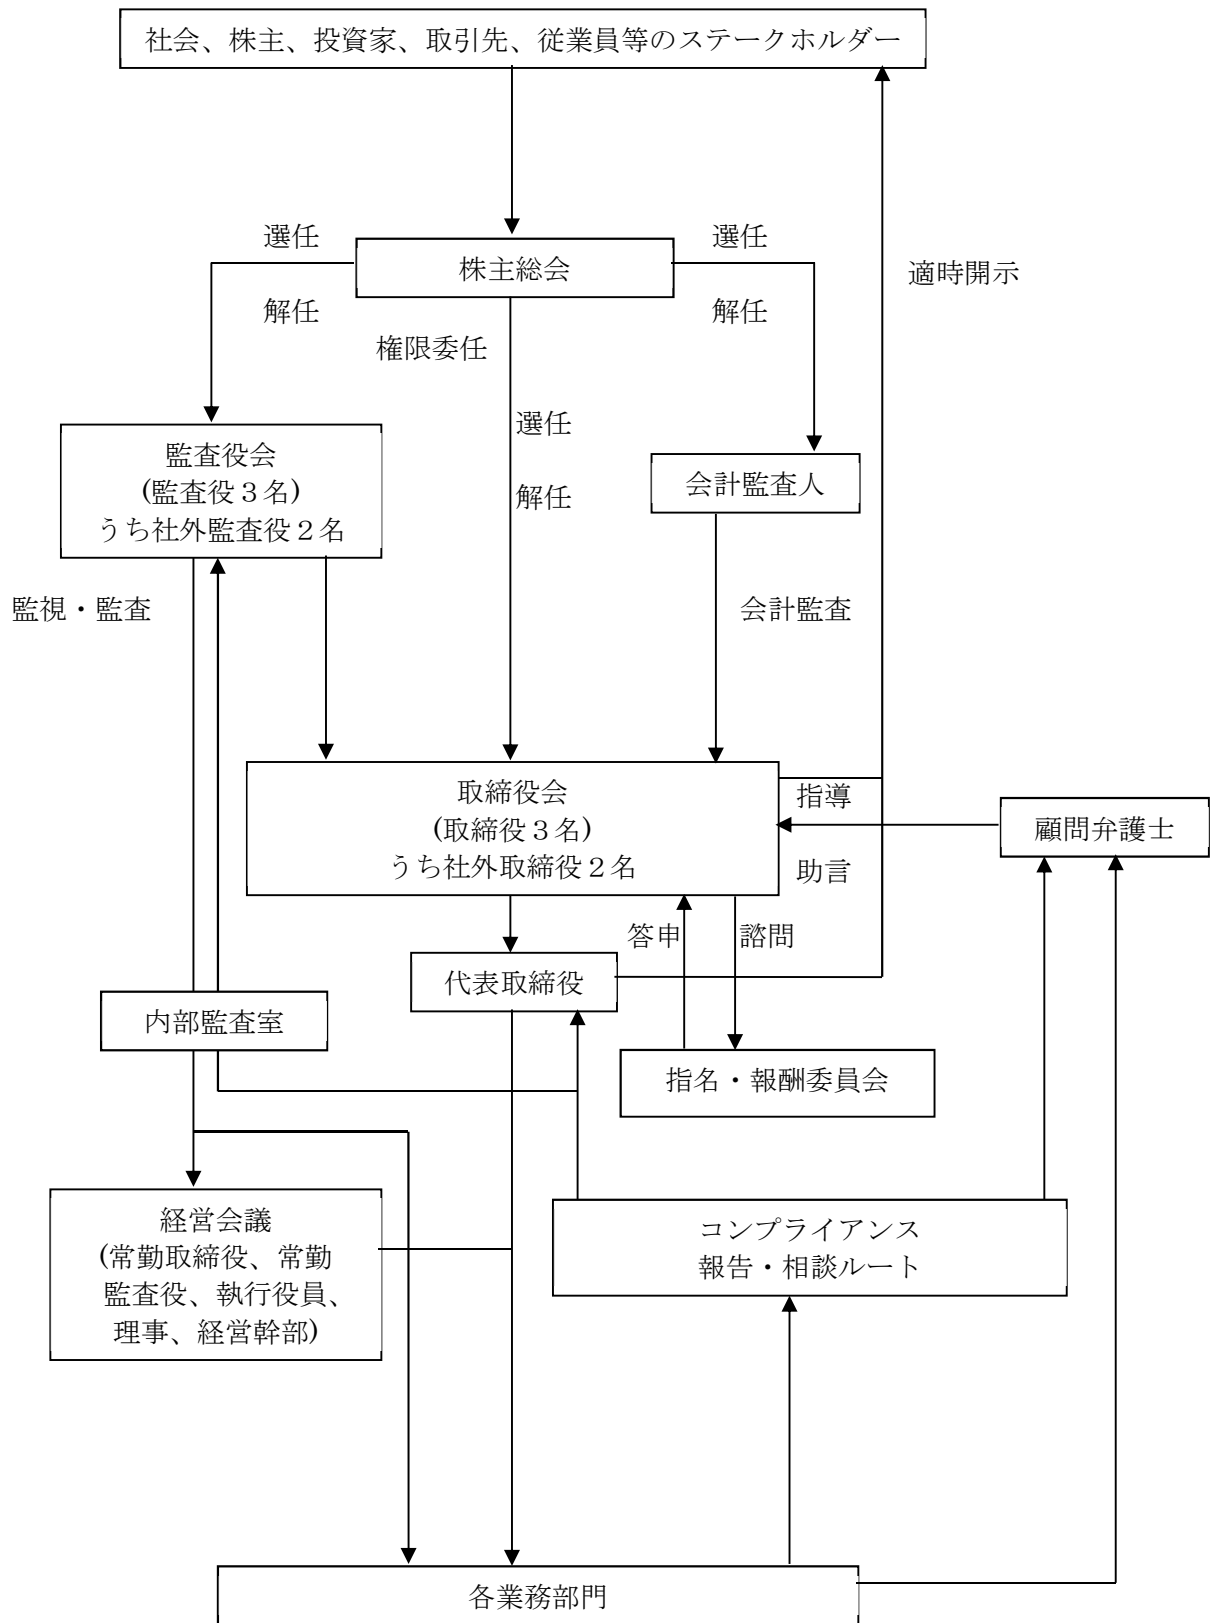 社会、株主、投資家、取引先、従業員等のステークホルダー
選任
選任
株主総会
適時開示
解任
解任
権限委任
選任
監査役会
(監査役３名)
うち社外監査役２名
会計監査人
解任
監視・監査
会計監査
取締役会
(取締役３名)
うち社外取締役２名
指導
顧問弁護士
助言
答申
諮問
代表取締役
内部監査室
指名・報酬委員会
経営会議
(常勤取締役、常勤
監査役、執行役員、
理事、経営幹部)
コンプライアンス
報告・相談ルート
各業務部門